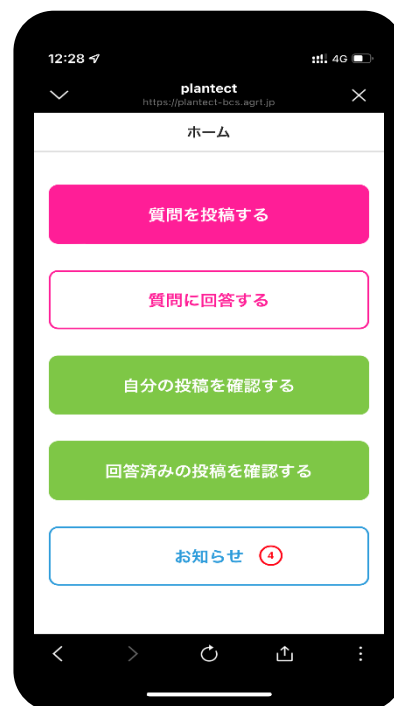 12:28
4G
plantect
https://plantect-bcs.agrt.jp
ホーム
質問を投稿する
質問に回答する
自分の投稿を確認する
回答済みの投稿を確認する
お知らせ 4